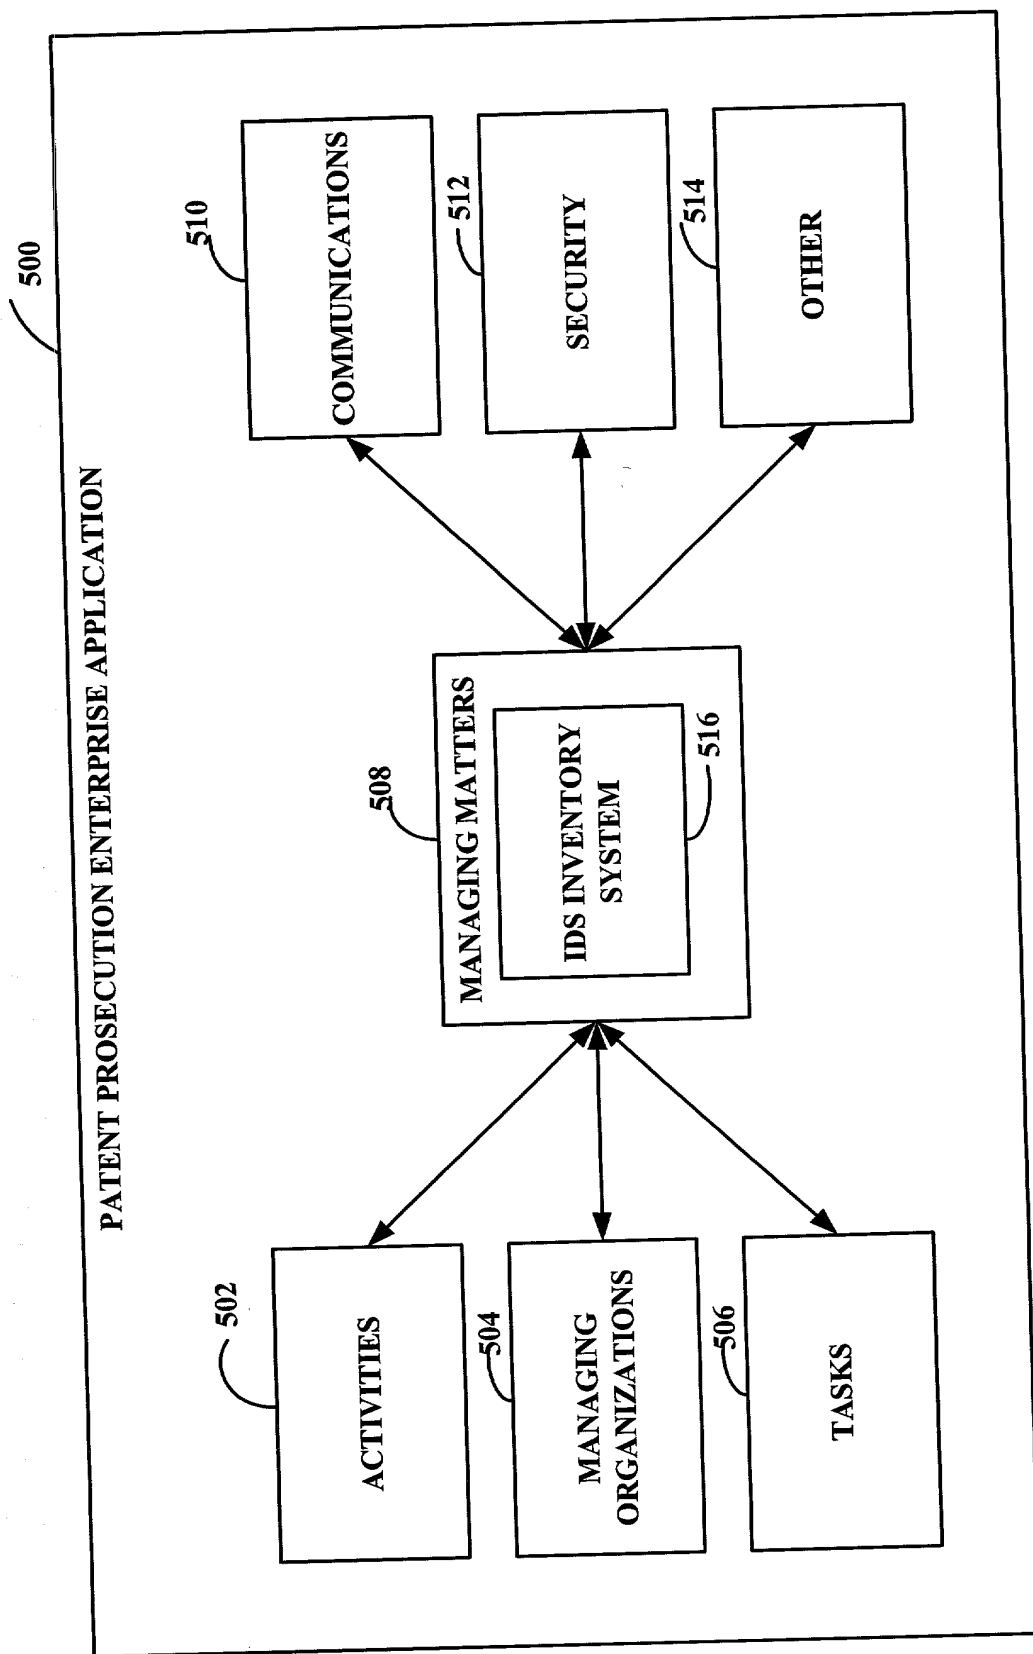 500
PATENT PROSECUTION ENTERPRISE APPLICATION
502
ACTIVITIES
504
MANAGING
ORGANIZATIONS
506
TASKS
508
MANAGING MATTERS
IDS INVENTORY
SYSTEM
516
510
COMMUNICATIONS
512
SECURITY
514
OTHER